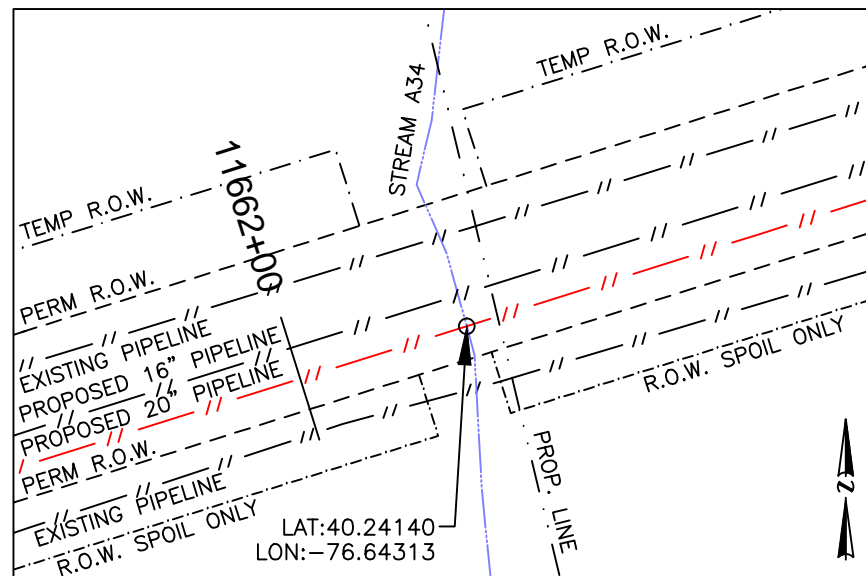 TEMP R.O.W.
STREAM A34
TEMP R.O.W.
11662+00
PERM R.O.W.
EXISTING PIPELINE
PROPOSED 16" PIPELINE
PROPOSED 20" PIPELINE
PERM R.O.W.
EXISTING PIPELINE
R.O.W. SPOIL ONLY
R.O.W. SPOIL ONLY
PROP. LINE
LAT:40.24140
LON:-76.64313
N